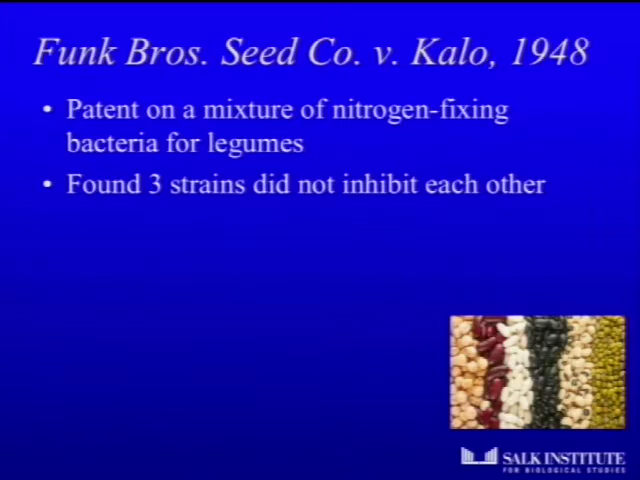 Funk Bros. Seed Co. v. Kalo, 1948
• Patent on a mixture of nitrogen-fixing
bacteria for legumes
• Found 3 strains did not inhibit each other
SALK INSTITUTE
FOR BIOLOGICAL STUDIES